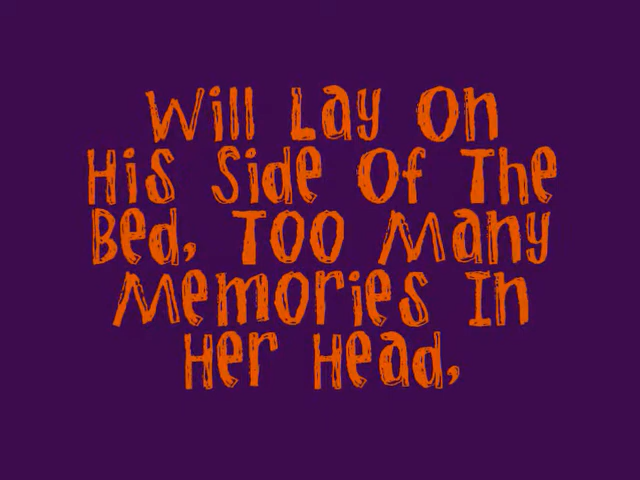 Will Lay On
His Side Of The
Bed, Too Many
Memories In
Her Head,